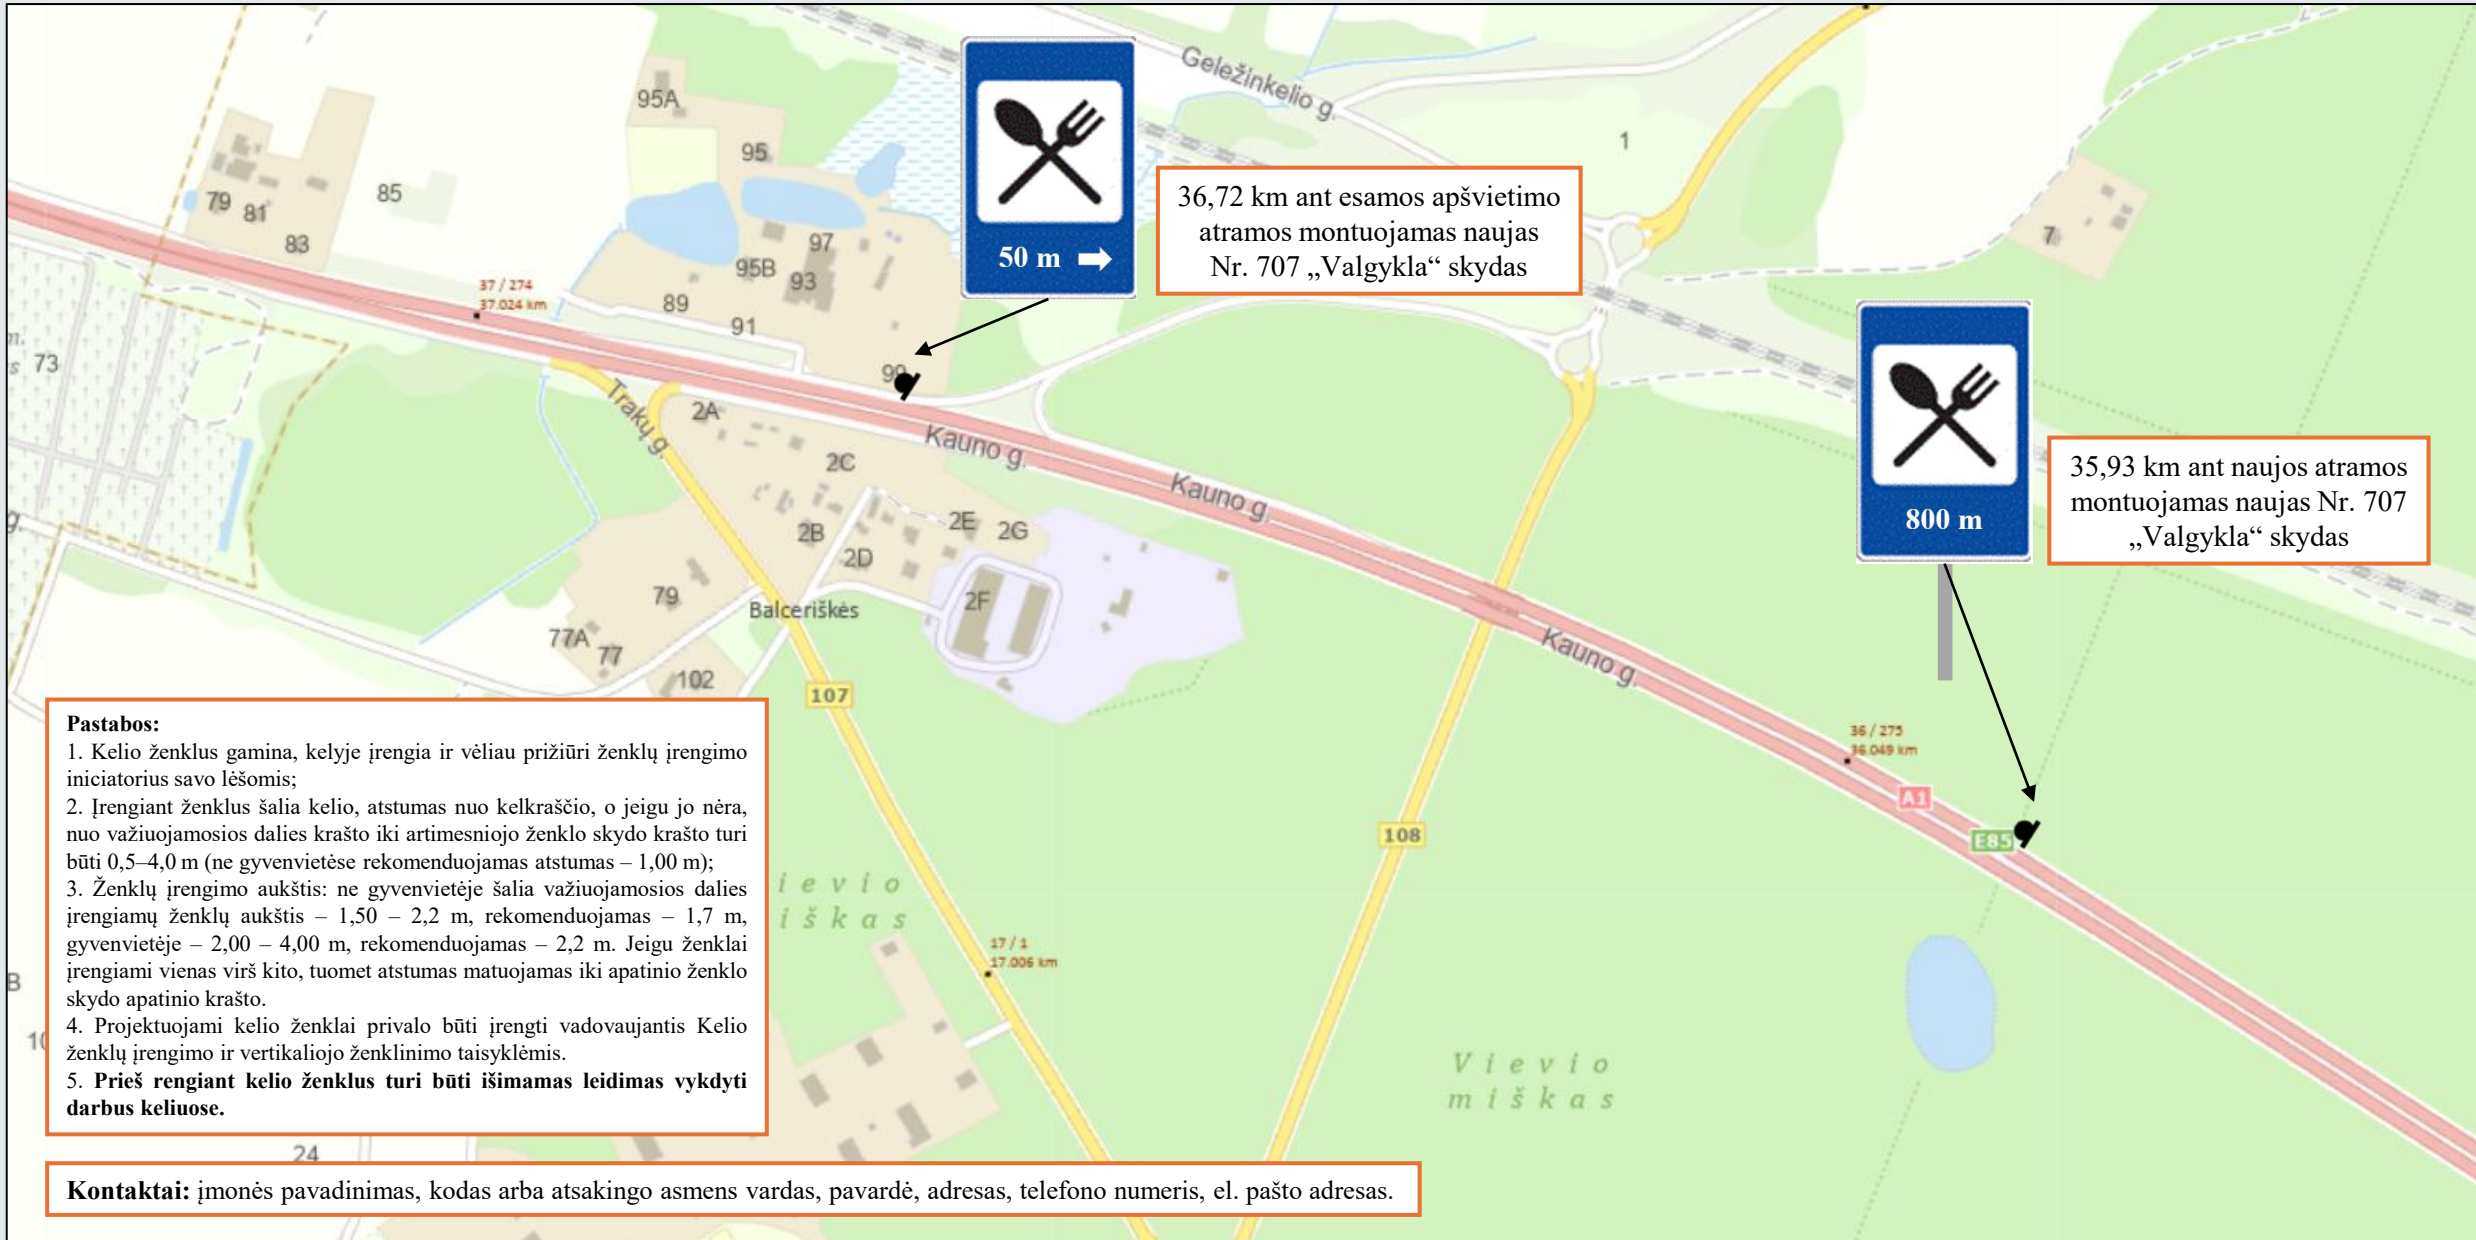 Geležinkelio g.
95A
95
1
79
81
85
83
97
95B
93
89
91
99
7
37 / 274
37.024 km
50 m
36,72 km ant esamos apšvietimo
atramos montuojamas naujas
Nr. 707 „Valgykla“ skydas
800 m
35,93 km ant naujos atramos
montuojamas naujas Nr. 707
„Valgykla“ skydas
73
g.
Trakų g.
2A
Kauno g.
2C
Kauno g.
2B
2D
2E
2G
2F
79
Balceriškės
77A
77
102
Kauno g.
107
36 / 275
36.049 km
A1
E85
108
17 / 1
17.006 km
ievio
iškas
Vievio
miškas
B
10
24
Pastabos:
1. Kelio ženklus gamina, kelyje įrengia ir vėliau prižiūri ženklų įrengimo
iniciatorius savo lėšomis;
2. Įrengiant ženklus šalia kelio, atstumas nuo kelkraščio, o jeigu jo nėra,
nuo važiuojamosios dalies krašto iki artimesniojo ženklo skydo krašto turi
būti 0,5–4,0 m (ne gyvenvietėse rekomenduojamas atstumas – 1,00 m);
3. Ženklų įrengimo aukštis: ne gyvenvietėje šalia važiuojamosios dalies
įrengiamų ženklų aukštis – 1,50 – 2,2 m, rekomenduojamas – 1,7 m,
gyvenvietėje – 2,00 – 4,00 m, rekomenduojamas – 2,2 m. Jeigu ženklai
įrengiami vienas virš kito, tuomet atstumas matuojamas iki apatinio ženklo
skydo apatinio krašto.
4. Projektuojami kelio ženklai privalo būti įrengti vadovaujantis Kelio
ženklų įrengimo ir vertikaliojo ženklinimo taisyklėmis.
5. Prieš rengiant kelio ženklus turi būti išimamas leidimas vykdyti
darbus keliuose.
Kontaktai: įmonės pavadinimas, kodas arba atsakingo asmens vardas, pavardė, adresas, telefono numeris, el. pašto adresas.